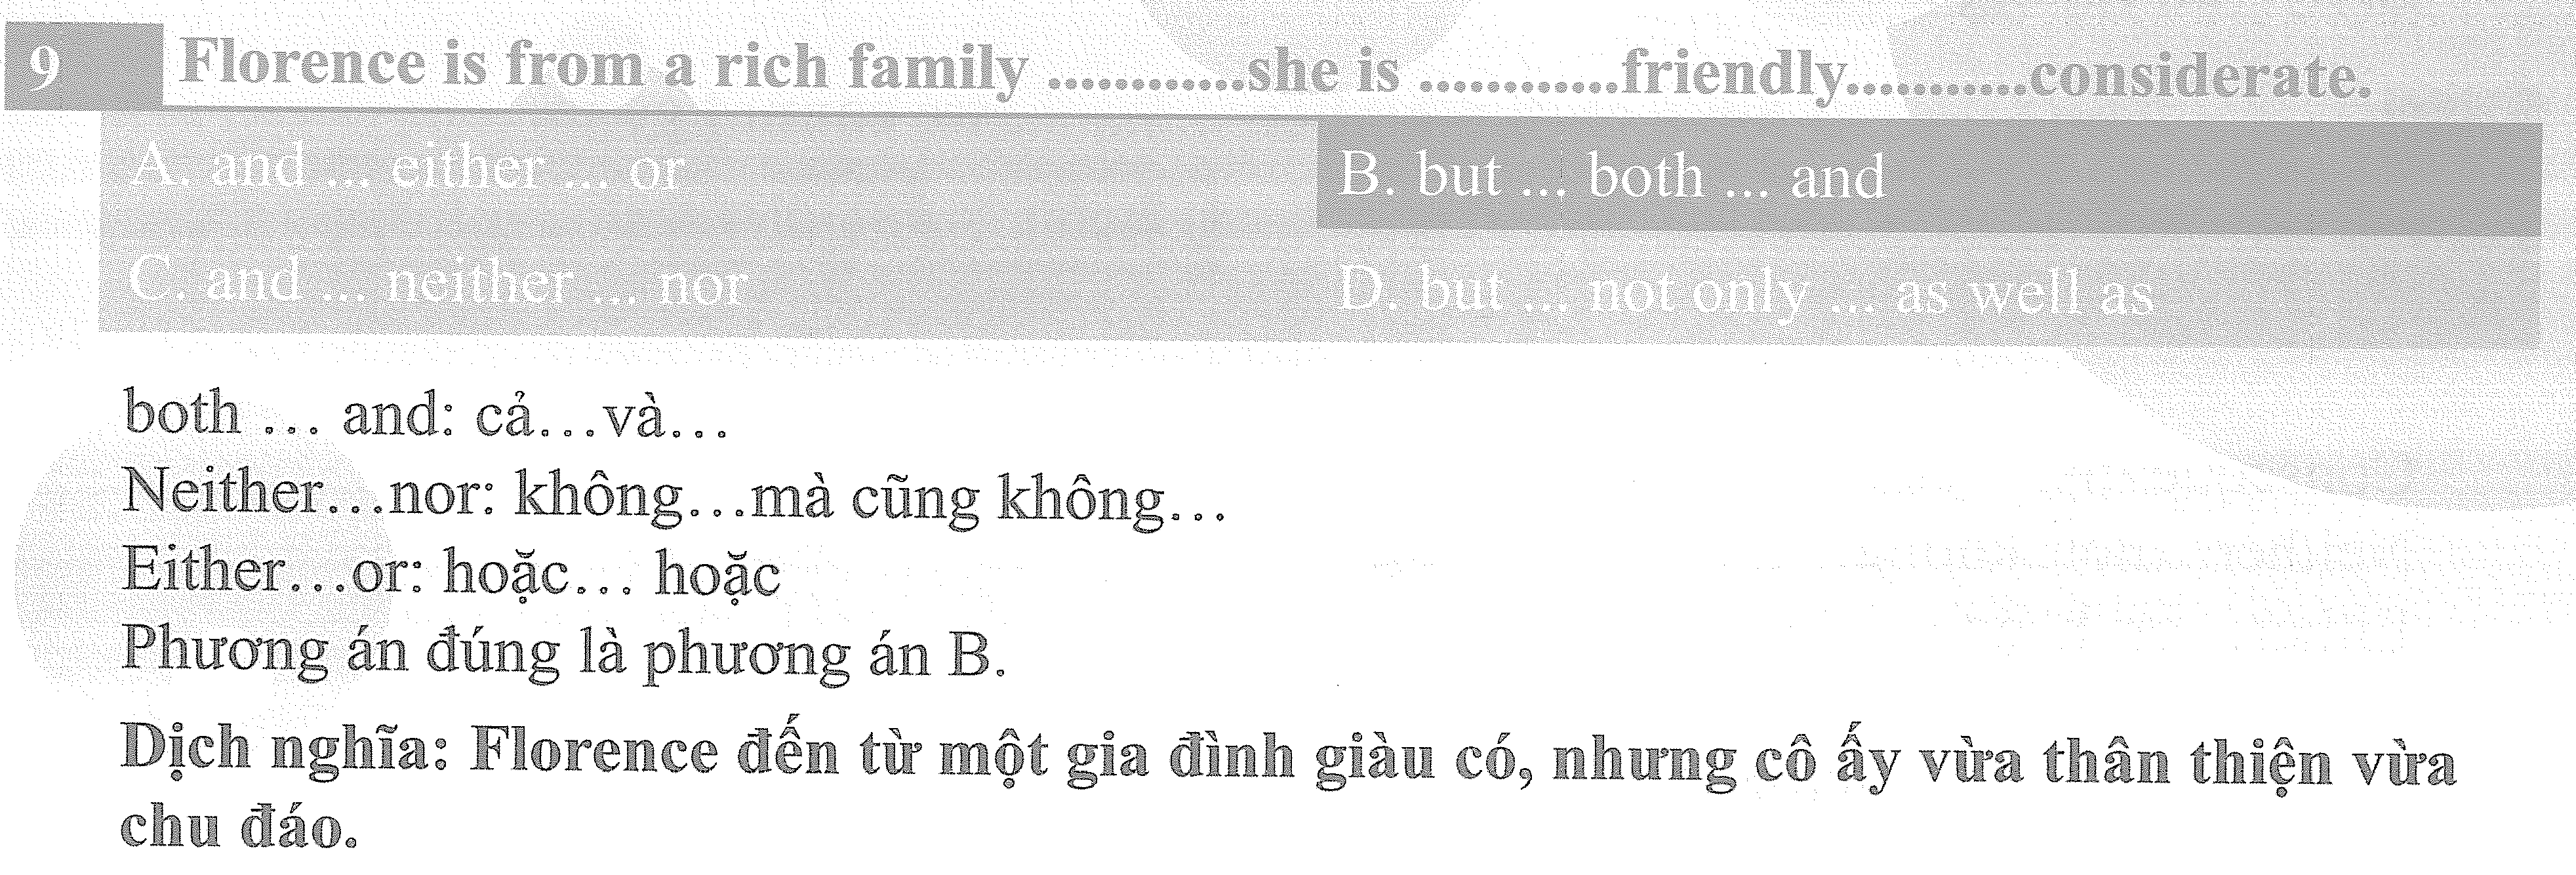 9 Florence is from a rich family ............she is ............friendly...........considerate.
A. and ... either ... or
B. but ... both ... and
C. and ... neither ... nor
D. but ... not only ... as well as
both … and: cả…và…
Neither…nor: không…mà cũng không…
Either…or: hoặc… hoặc
Phương án đúng là phương án B.
Dịch nghĩa: Florence đến từ một gia đình giàu có, nhưng cô ấy vừa thân thiện vừa
chu đáo.